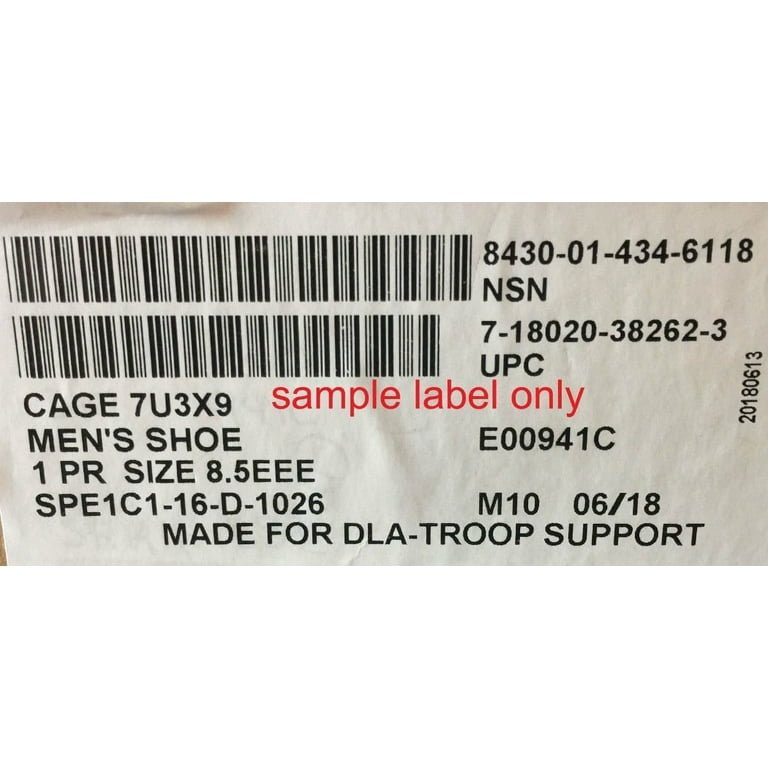 8430-01-434-6118
NSN
7-18020-38262-3
UPC
20180613
sample label only
CAGE 7U3X9
MEN'S SHOE E00941C
1 PR SIZE 8.5EEE
SPE1C1-16-D-1026 M10 06/18
MADE FOR DLA-TROOP SUPPORT